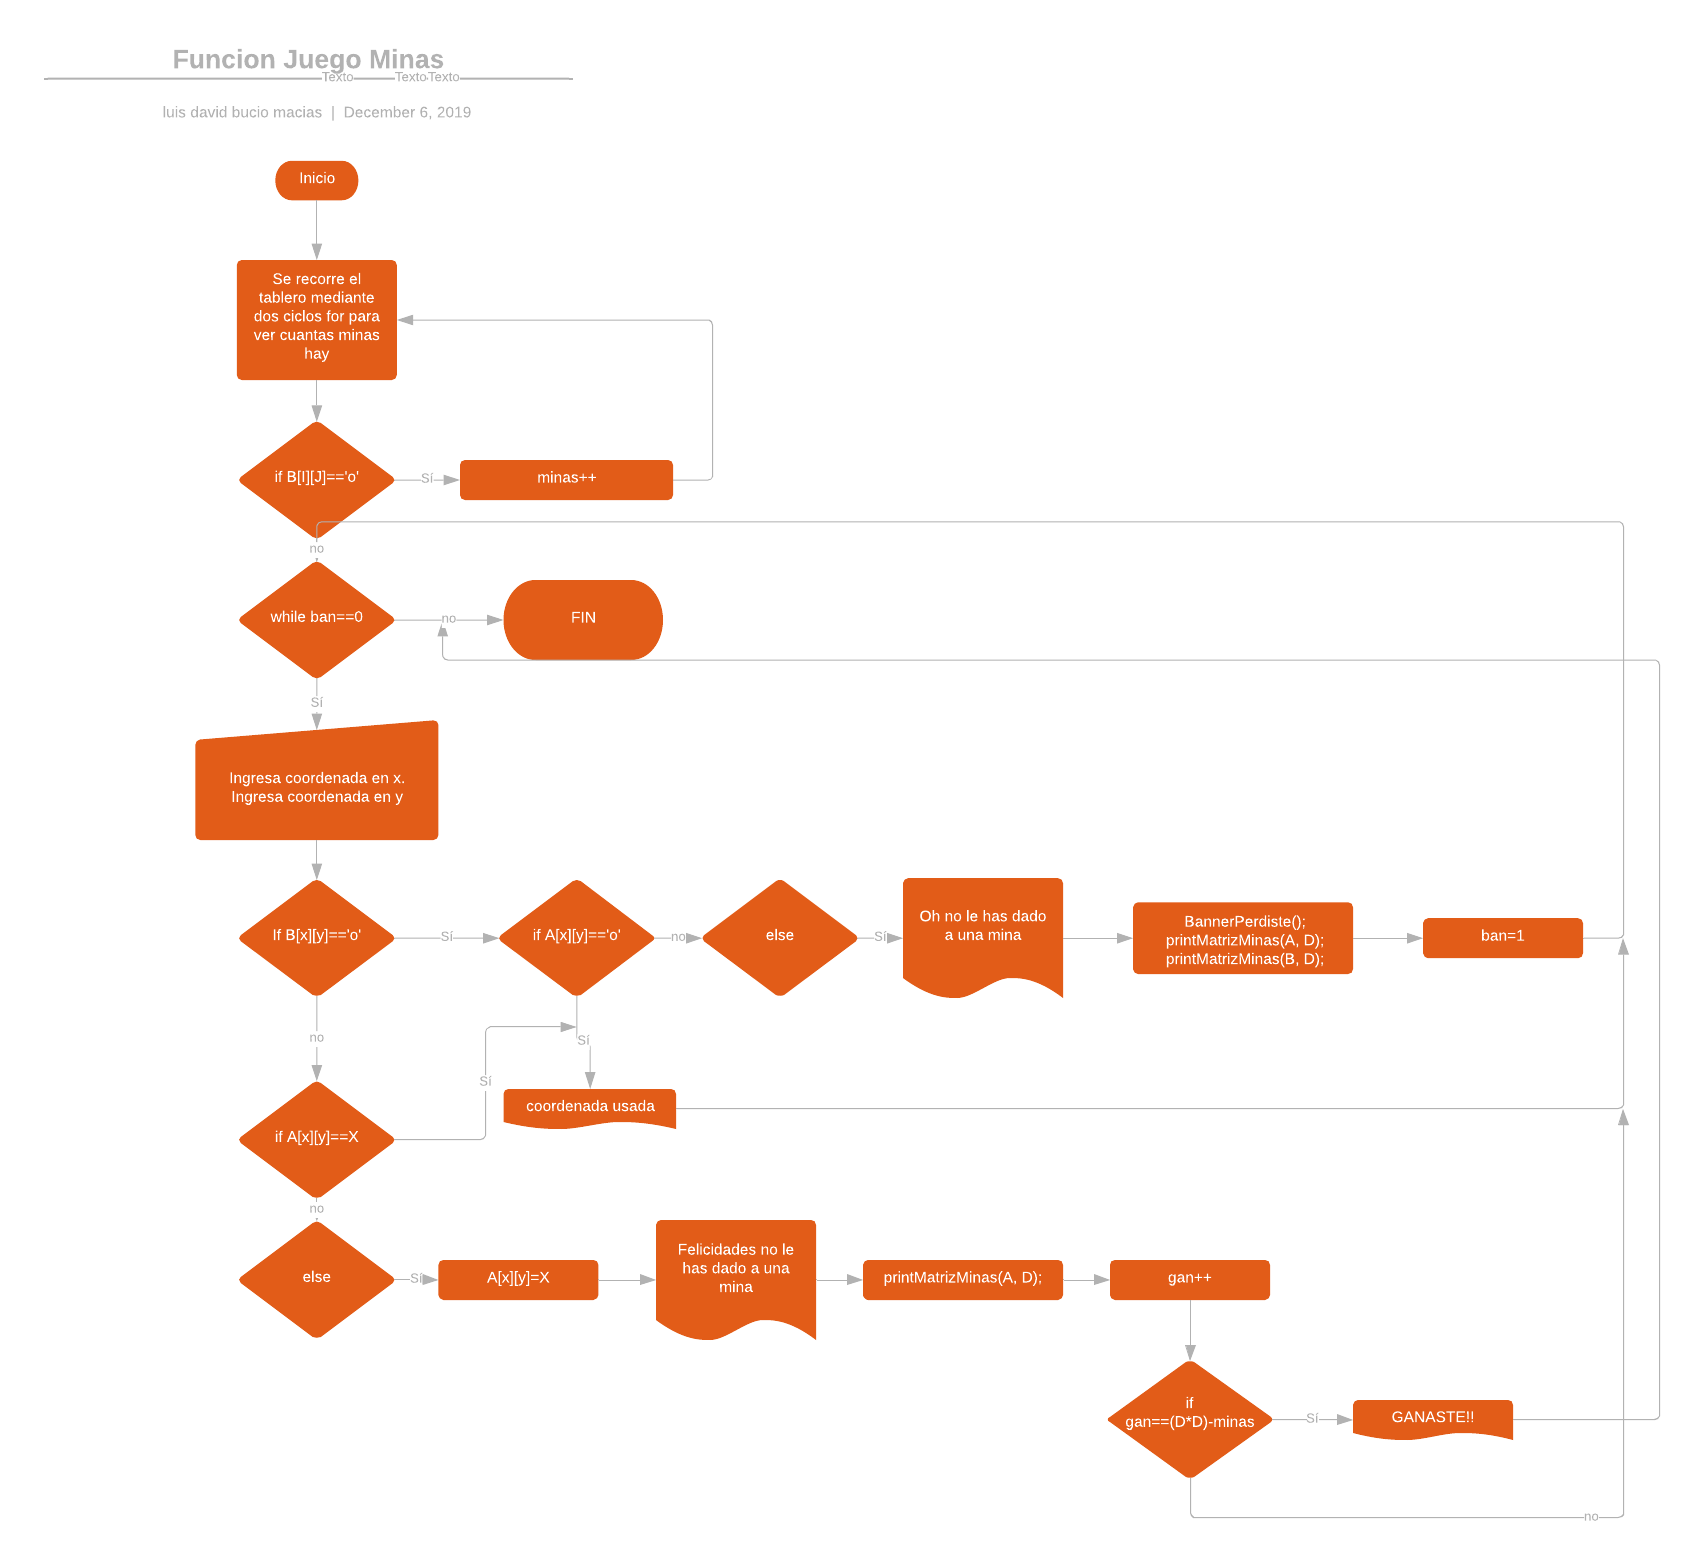 Funcion Juego Minas
Texto Texto Texto
luis david bucio macias | December 6, 2019
Inicio
Se recorre el
tablero mediante
dos ciclos for para
ver cuantas minas
hay
if B[I][J]=='o'
Sí
minas++
no
while ban==0
no
FIN
Sí
Ingresa coordenada en x.
Ingresa coordenada en y
If B[x][y]=='o'
Sí
if A[x][y]=='o'
no
else
Sí
Oh no le has dado
a una mina
BannerPerdiste();
printMatrizMinas(A, D);
printMatrizMinas(B, D);
ban=1
no
Sí
Sí
coordenada usada
if A[x][y]==X
no
else
Sí
A[x][y]=X
Felicidades no le
has dado a una
mina
printMatrizMinas(A, D);
gan++
if
gan==(D*D)-minas
Sí
GANASTE!!
no